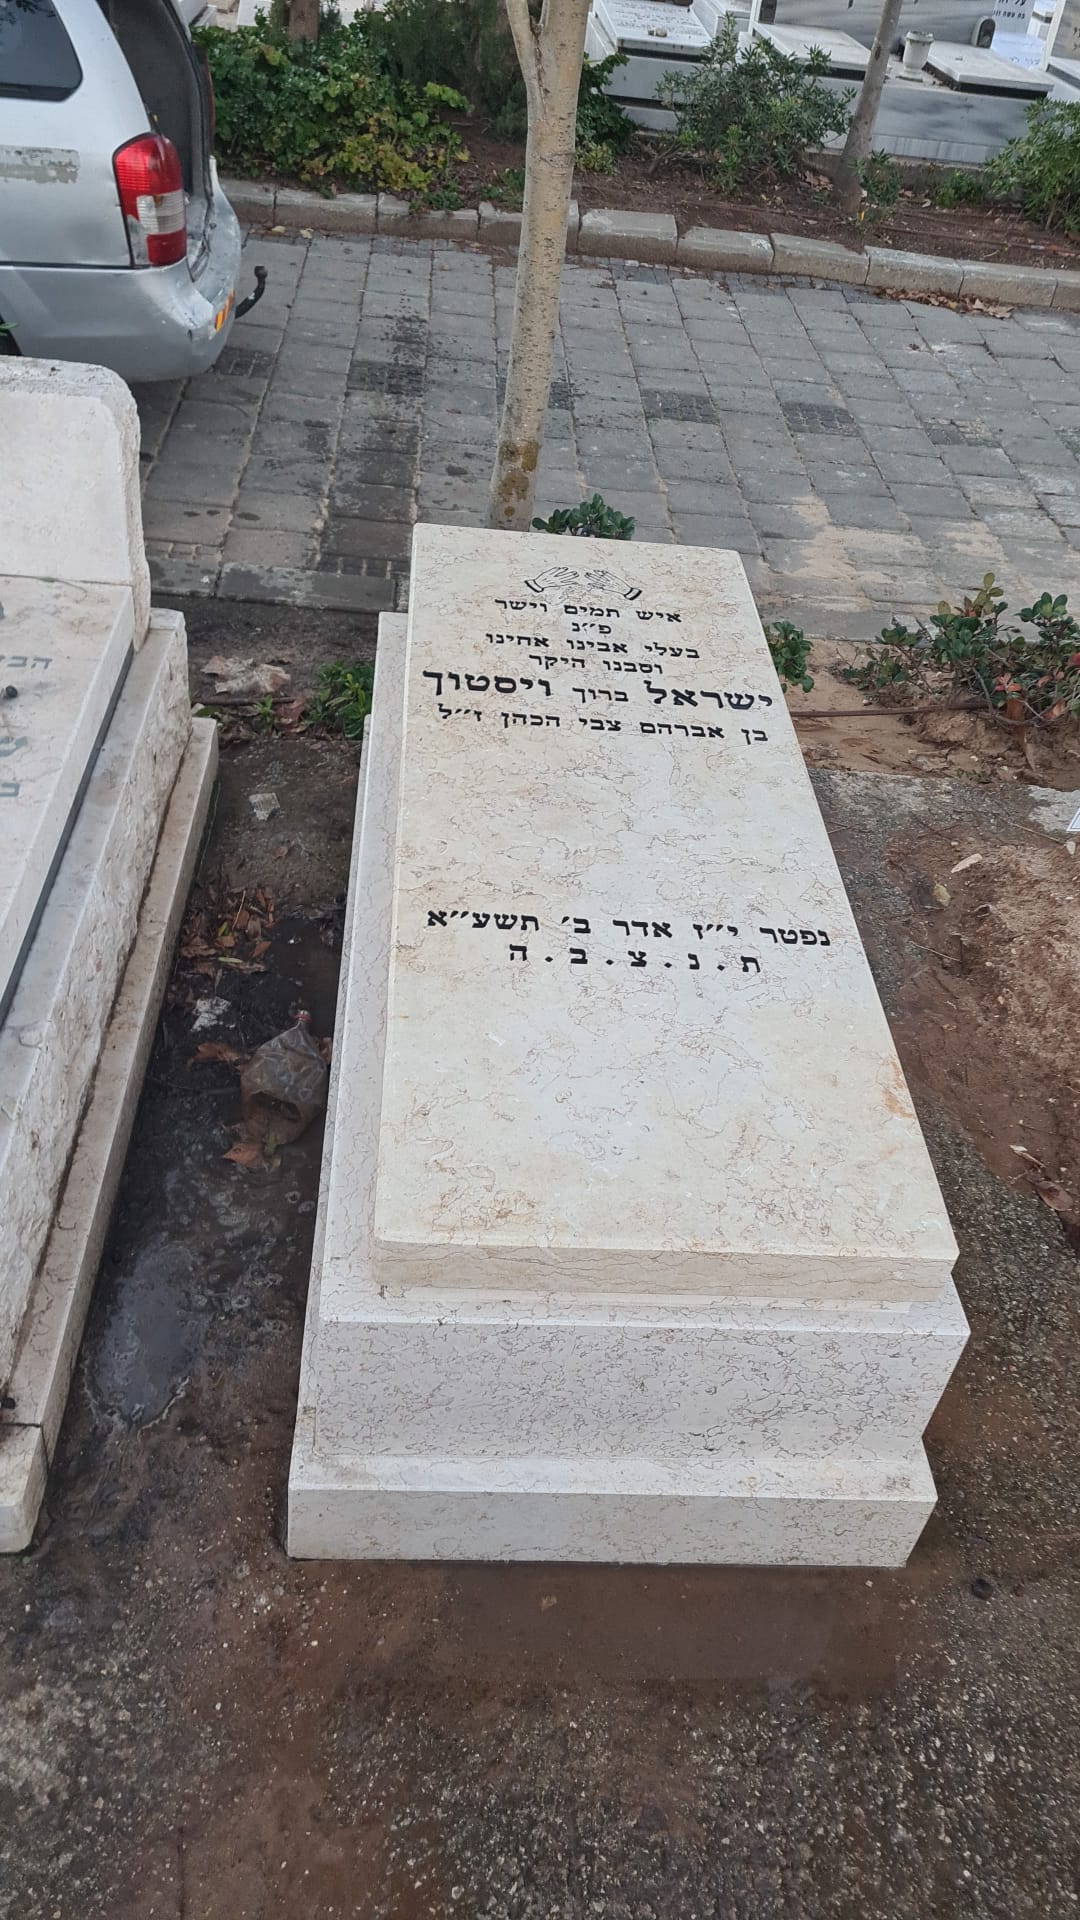 איש תמים וישר
פ״נ
בעלי אבינו אחינו
וסבנו היקר
ישראל ברוך ויסטוך
בן אברהם צבי הכהן ז״ל
נפטר י״ז אדר ב׳ תשע״א
ת . נ . צ . ב . ה